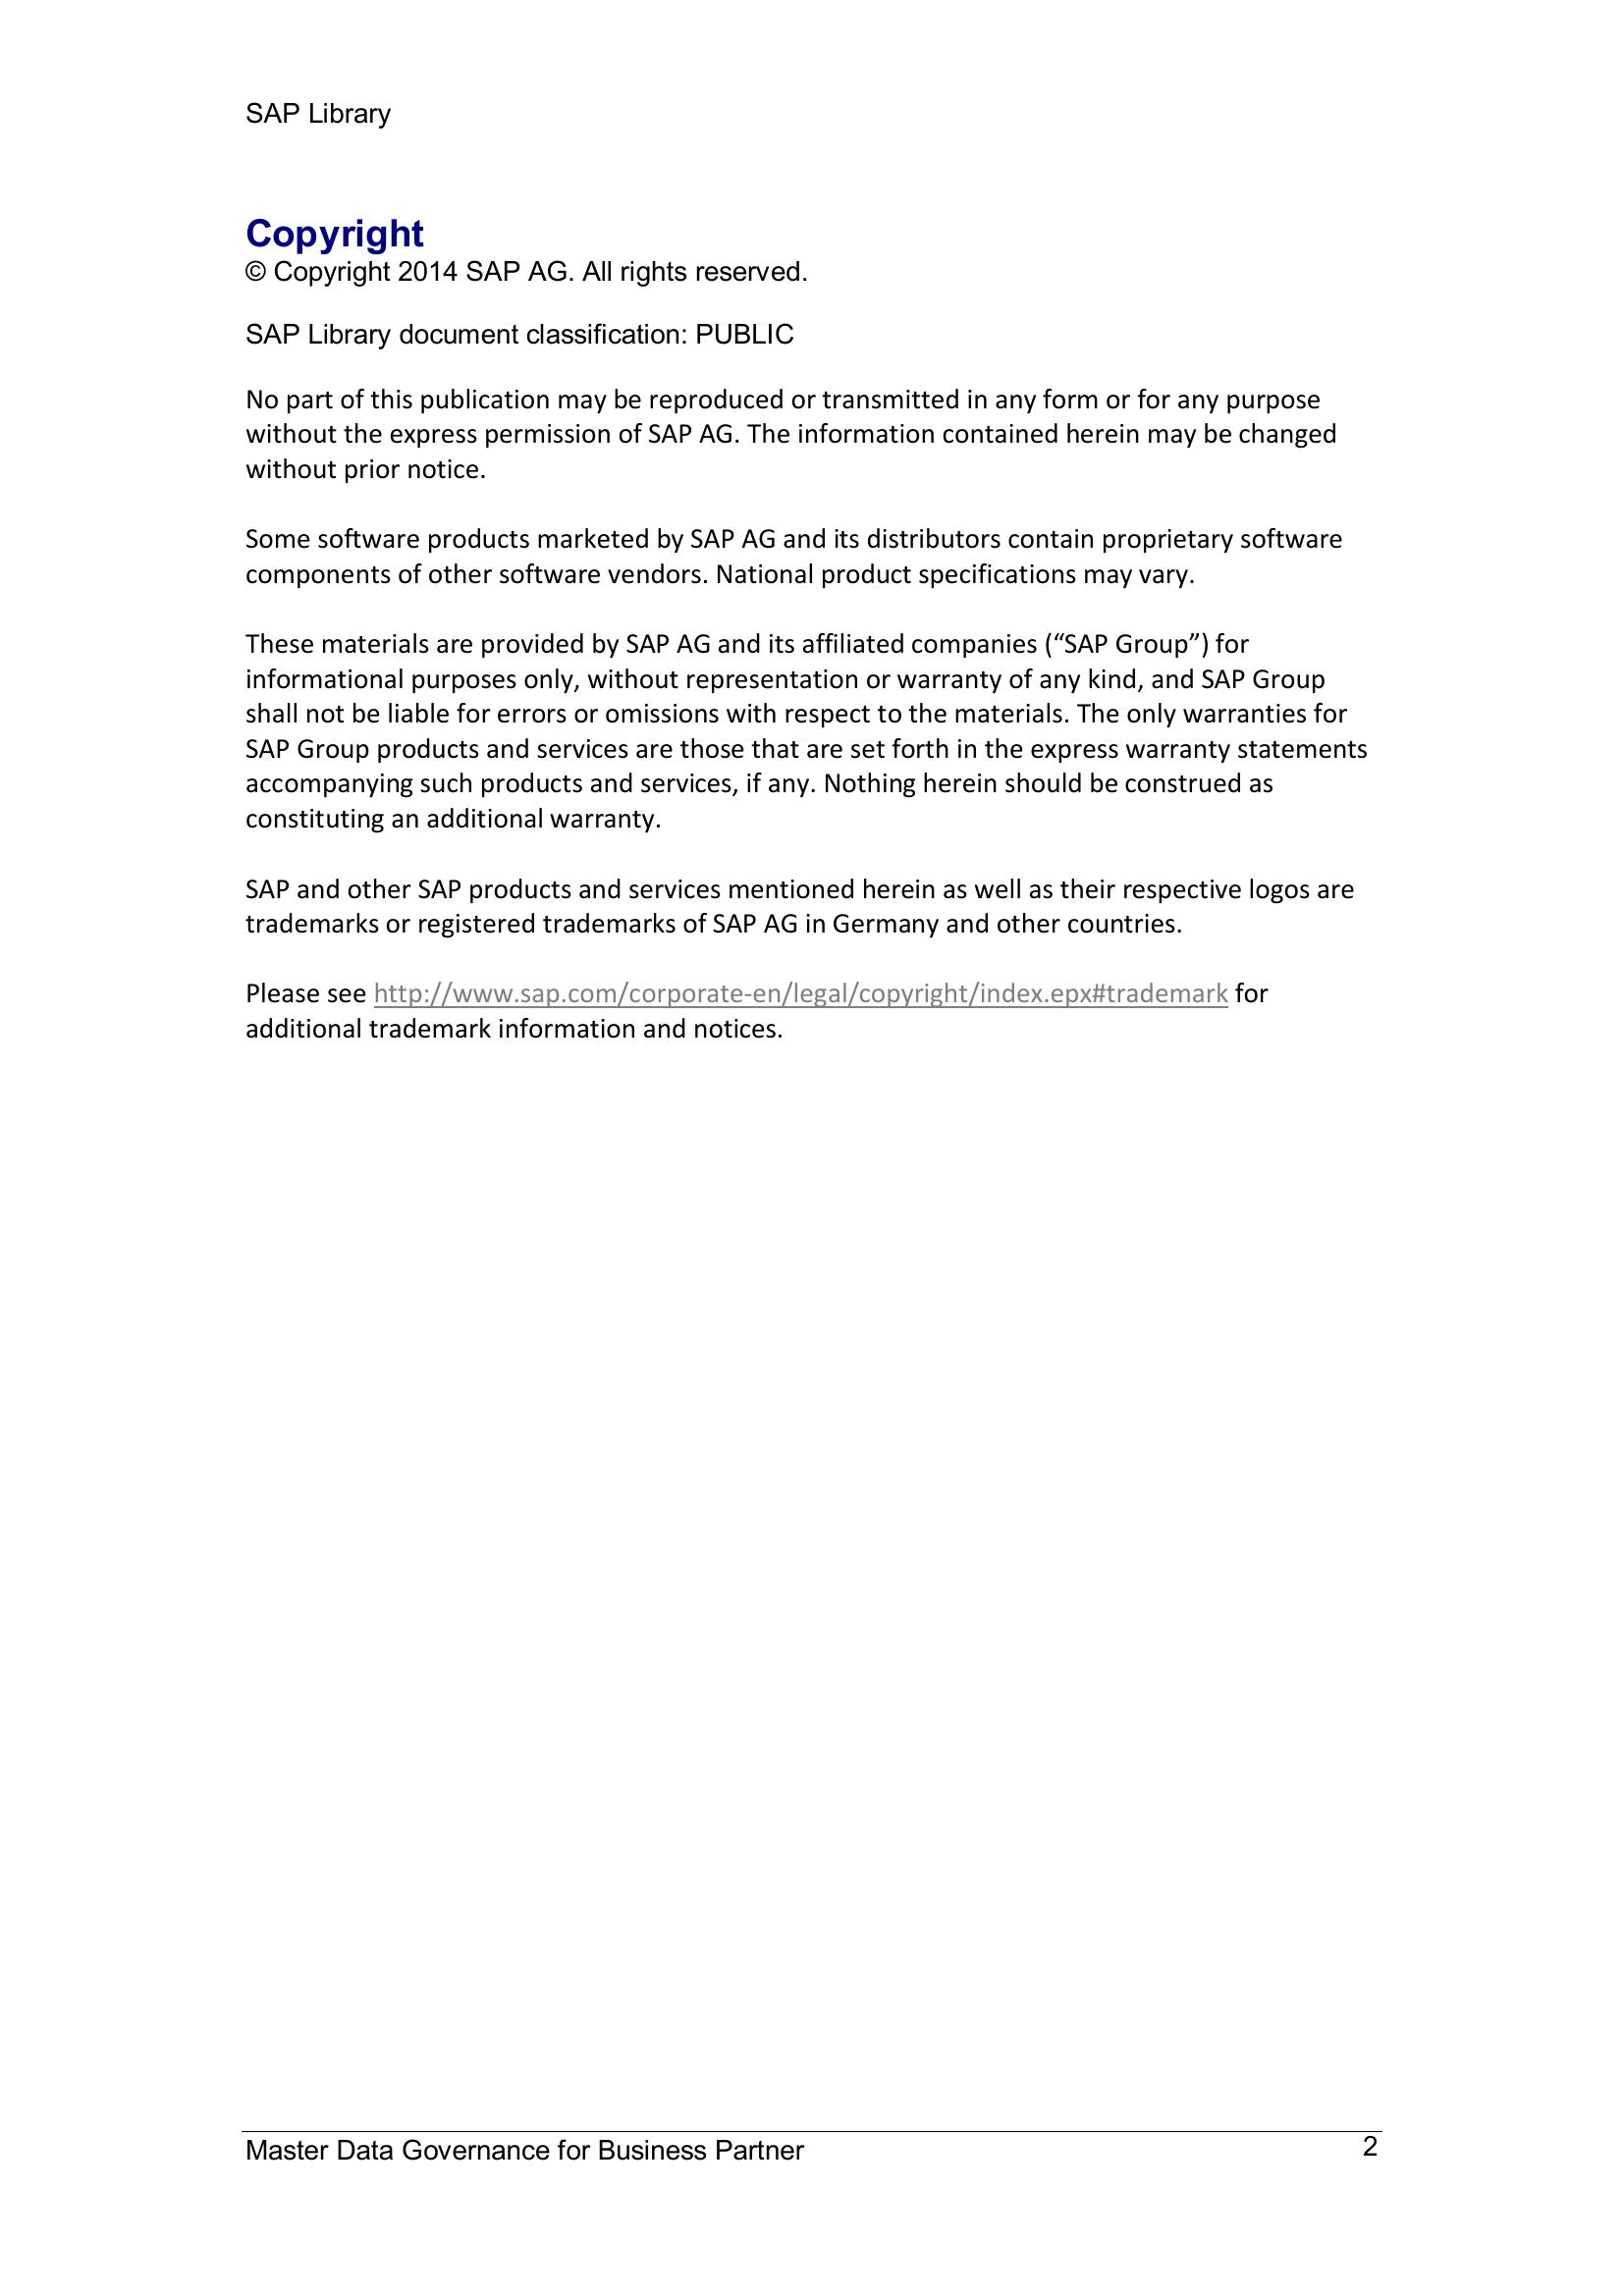 SAP Library
Copyright
© Copyright 2014 SAP AG. All rights reserved.
SAP Library document classification: PUBLIC
No part of this publication may be reproduced or transmitted in any form or for any purpose
without the express permission of SAP AG. The information contained herein may be changed
without prior notice.
Some software products marketed by SAP AG and its distributors contain proprietary software
components of other software vendors. National product specifications may vary.
These materials are provided by SAP AG and its affiliated companies (“SAP Group”) for
informational purposes only, without representation or warranty of any kind, and SAP Group
shall not be liable for errors or omissions with respect to the materials. The only warranties for
SAP Group products and services are those that are set forth in the express warranty statements
accompanying such products and services, if any. Nothing herein should be construed as
constituting an additional warranty.
SAP and other SAP products and services mentioned herein as well as their respective logos are
trademarks or registered trademarks of SAP AG in Germany and other countries.
Please see http://www.sap.com/corporate-en/legal/copyright/index.epx#trademark for
additional trademark information and notices.
Master Data Governance for Business Partner 2